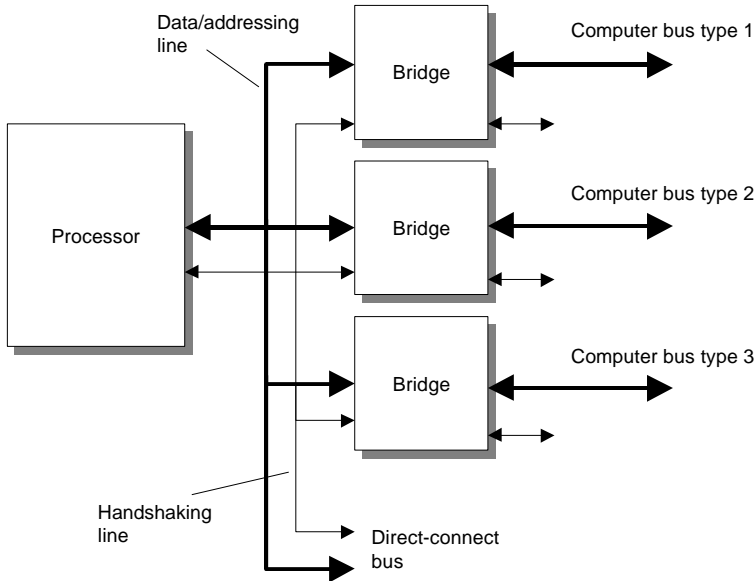 Data/addressing
line
Computer bus type 1
Bridge
Processor
Computer bus type 2
Bridge
Computer bus type 3
Bridge
Handshaking
line
Direct-connect
bus